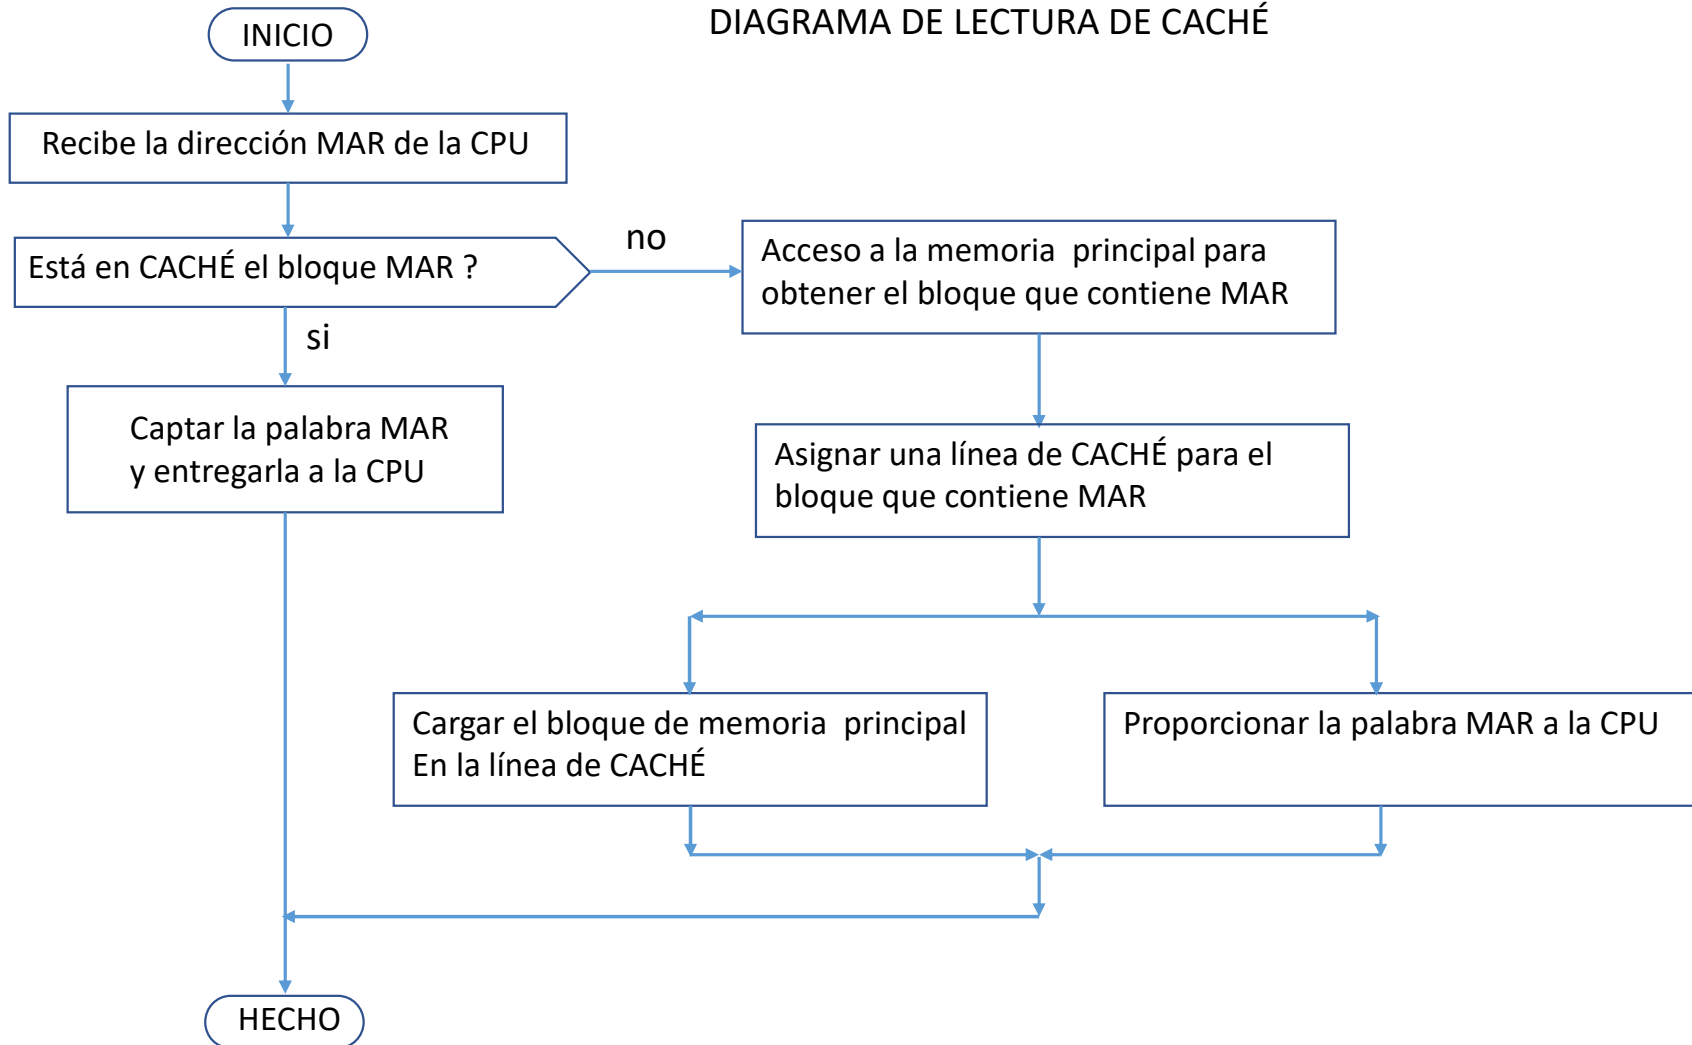 DIAGRAMA DE LECTURA DE CACHÉ
INICIO
Recibe la dirección MAR de la CPU
Está en CACHÉ el bloque MAR ?
no
si
Acceso a la memoria principal para
obtener el bloque que contiene MAR
Captar la palabra MAR
y entregarla a la CPU
Asignar una línea de CACHÉ para el
bloque que contiene MAR
Cargar el bloque de memoria principal
En la línea de CACHÉ
Proporcionar la palabra MAR a la CPU
HECHO